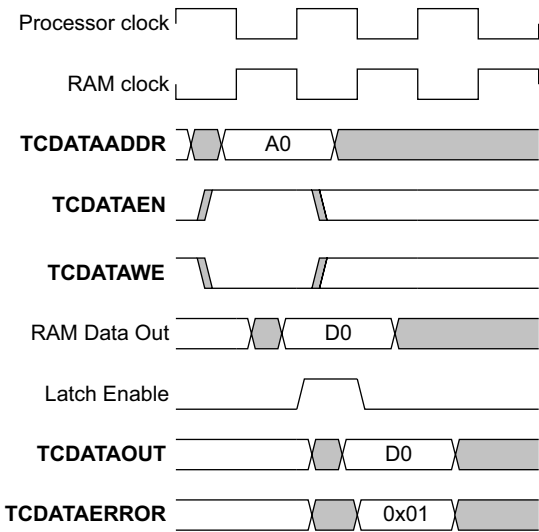 Processor clock
RAM clock
TCDATAADDR A0
TCDATAEN
TCDATAWE
RAM Data Out D0
Latch Enable
TCDATAOUT D0
TCDATAERROR 0x01